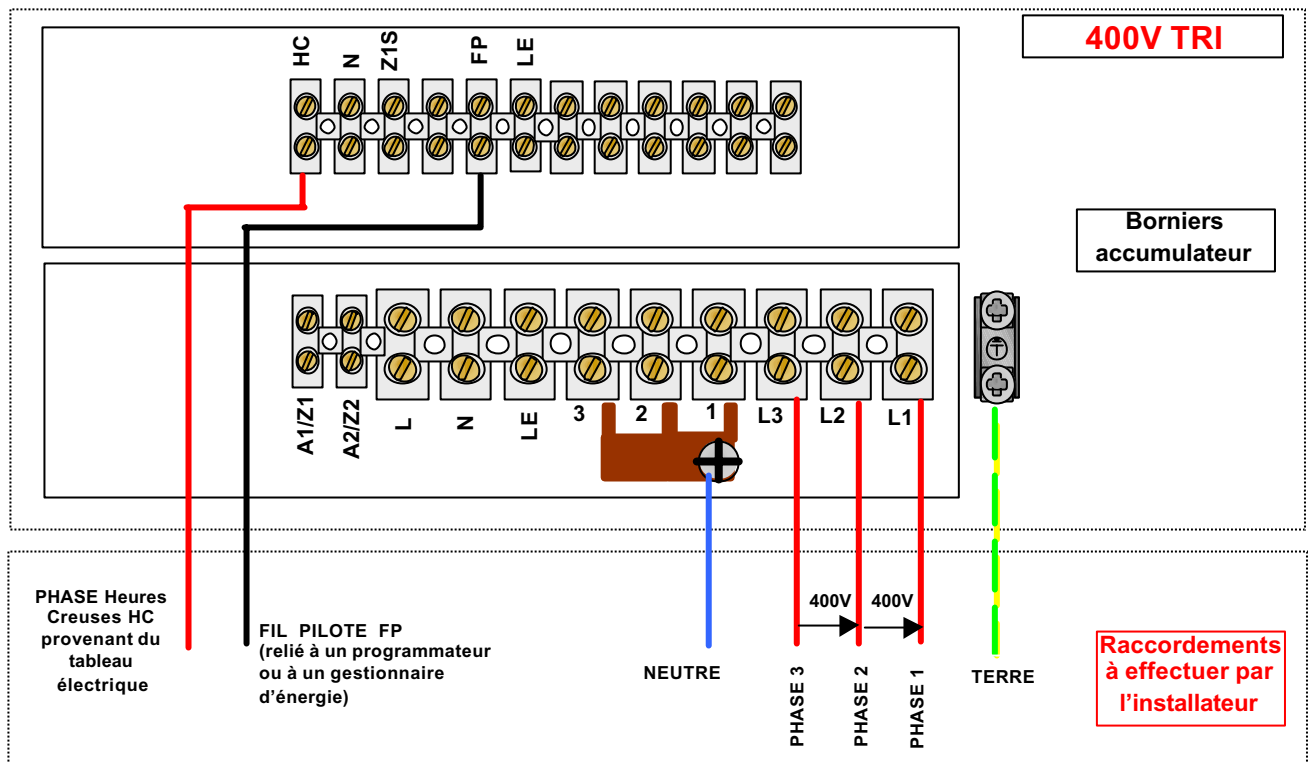 400V TRI
HC
N
Z1S
FP
LE
Borniers
accumulateur
A1/Z1
A2/Z2
L
N
LE
3
2
1
L3
L2
L1
PHASE Heures
Creuses HC
provenant du
tableau
électrique
FIL PILOTE FP
(relié à un programmateur
ou à un gestionnaire
d'énergie)
NEUTRE
400V
400V
PHASE 3
PHASE 2
PHASE 1
TERRE
Raccordements
à effectuer par
l'installateur